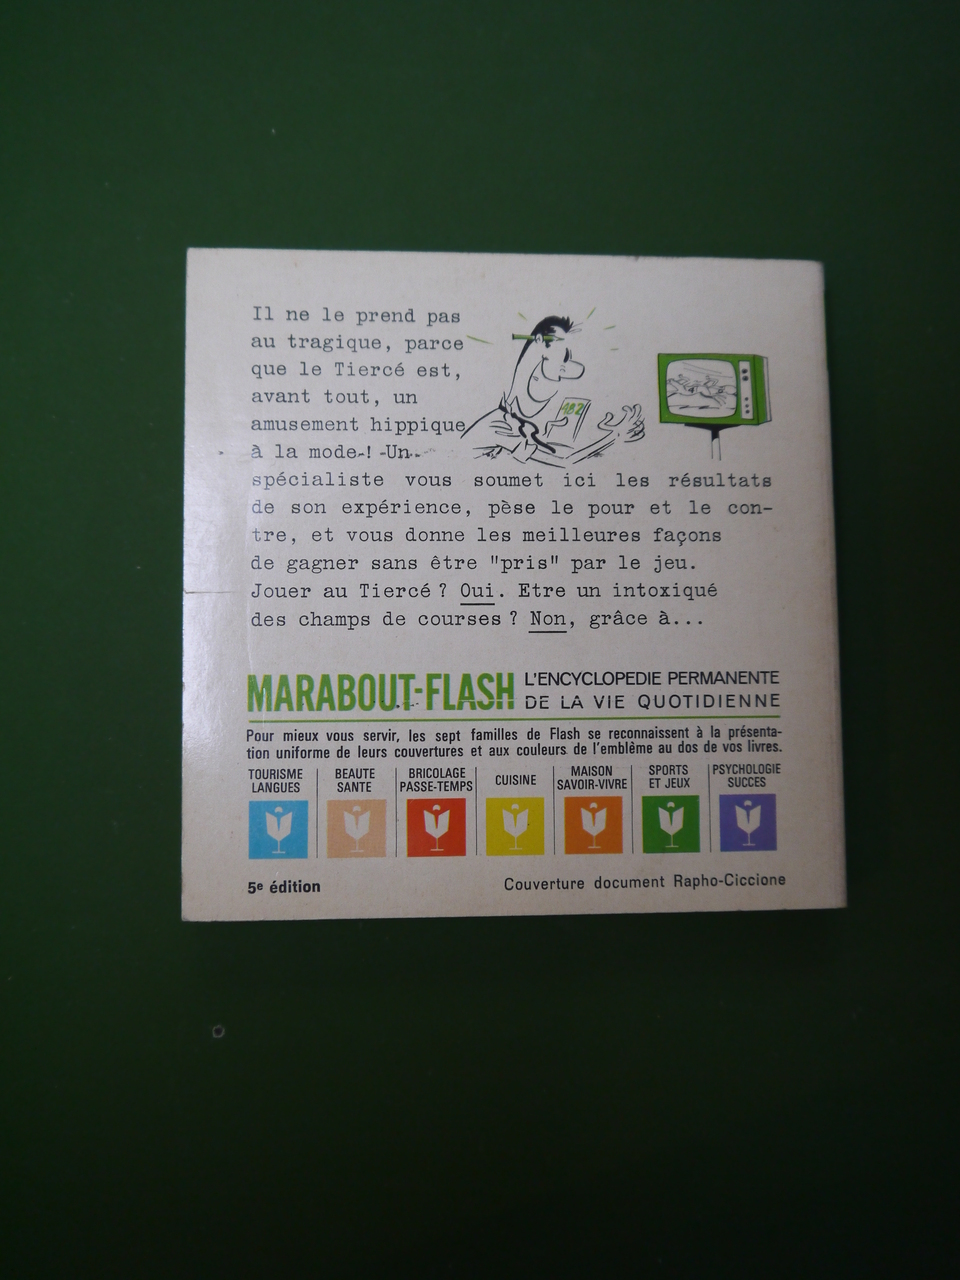 Il ne le prend pas
au tragique, parce
que le Tiercé est,
avant tout, un
amusement hippique
à la mode ! Un
spécialiste vous soumet ici les résultats
de son expérience, pèse le pour et le con-
tre, et vous donne les meilleures façons
de gagner sans être "pris" par le jeu.
Jouer au Tiercé ? Oui. Etre un intoxiqué
des champs de courses ? Non, grâce à...
MARABOUT-FLASH L'ENCYCLOPEDIE PERMANENTE
DE LA VIE QUOTIDIENNE
Pour mieux vous servir, les sept familles de Flash se reconnaissent à la présenta-
tion uniforme de leurs couvertures et aux couleurs de l'emblême au dos de vos livres.
TOURISME
LANGUES
BEAUTE
SANTE
BRICOLAGE
PASSE-TEMPS
CUISINE
MAISON
SAVOIR-VIVRE
SPORTS
ET JEUX
PSYCHOLOGIE
SUCCES
5e édition
Couverture document Rapho-Ciccione